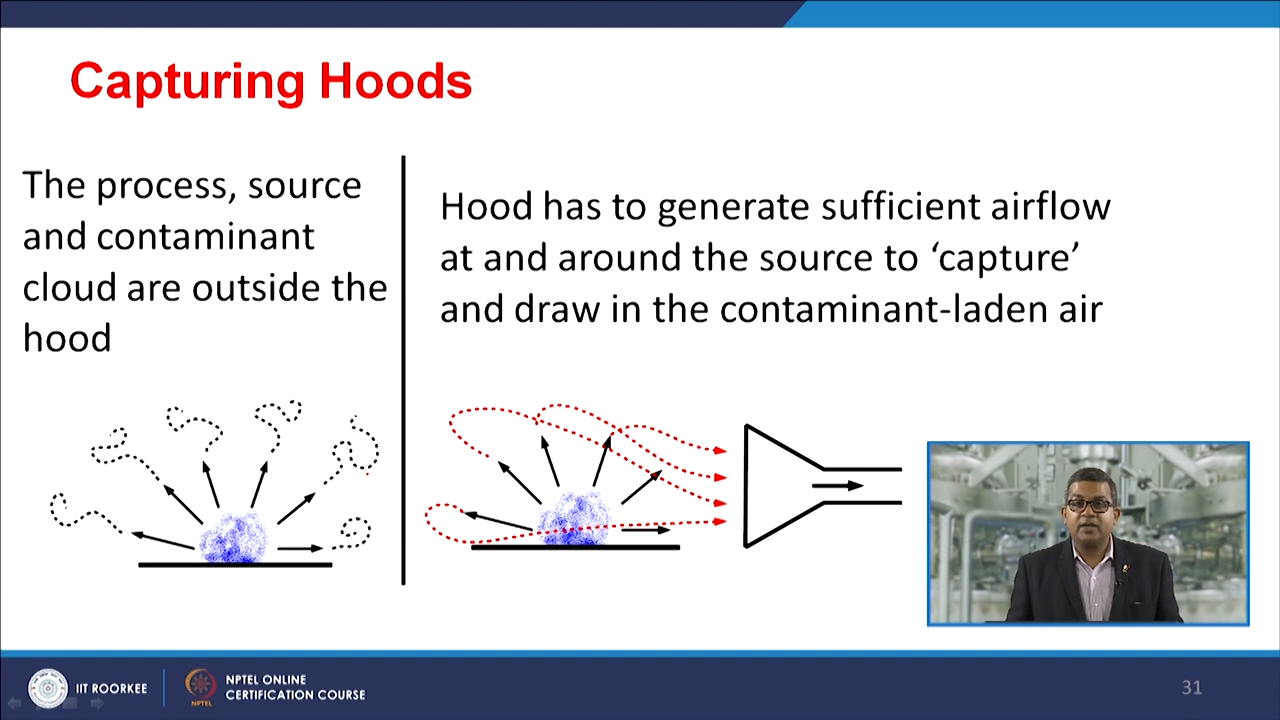 Capturing Hoods
The process, source
and contaminant
cloud are outside the
hood
Hood has to generate sufficient airflow
at and around the source to ‘capture’
and draw in the contaminant-laden air
IIT ROORKEE
NPTEL
NPTEL ONLINE
CERTIFICATION COURSE
31